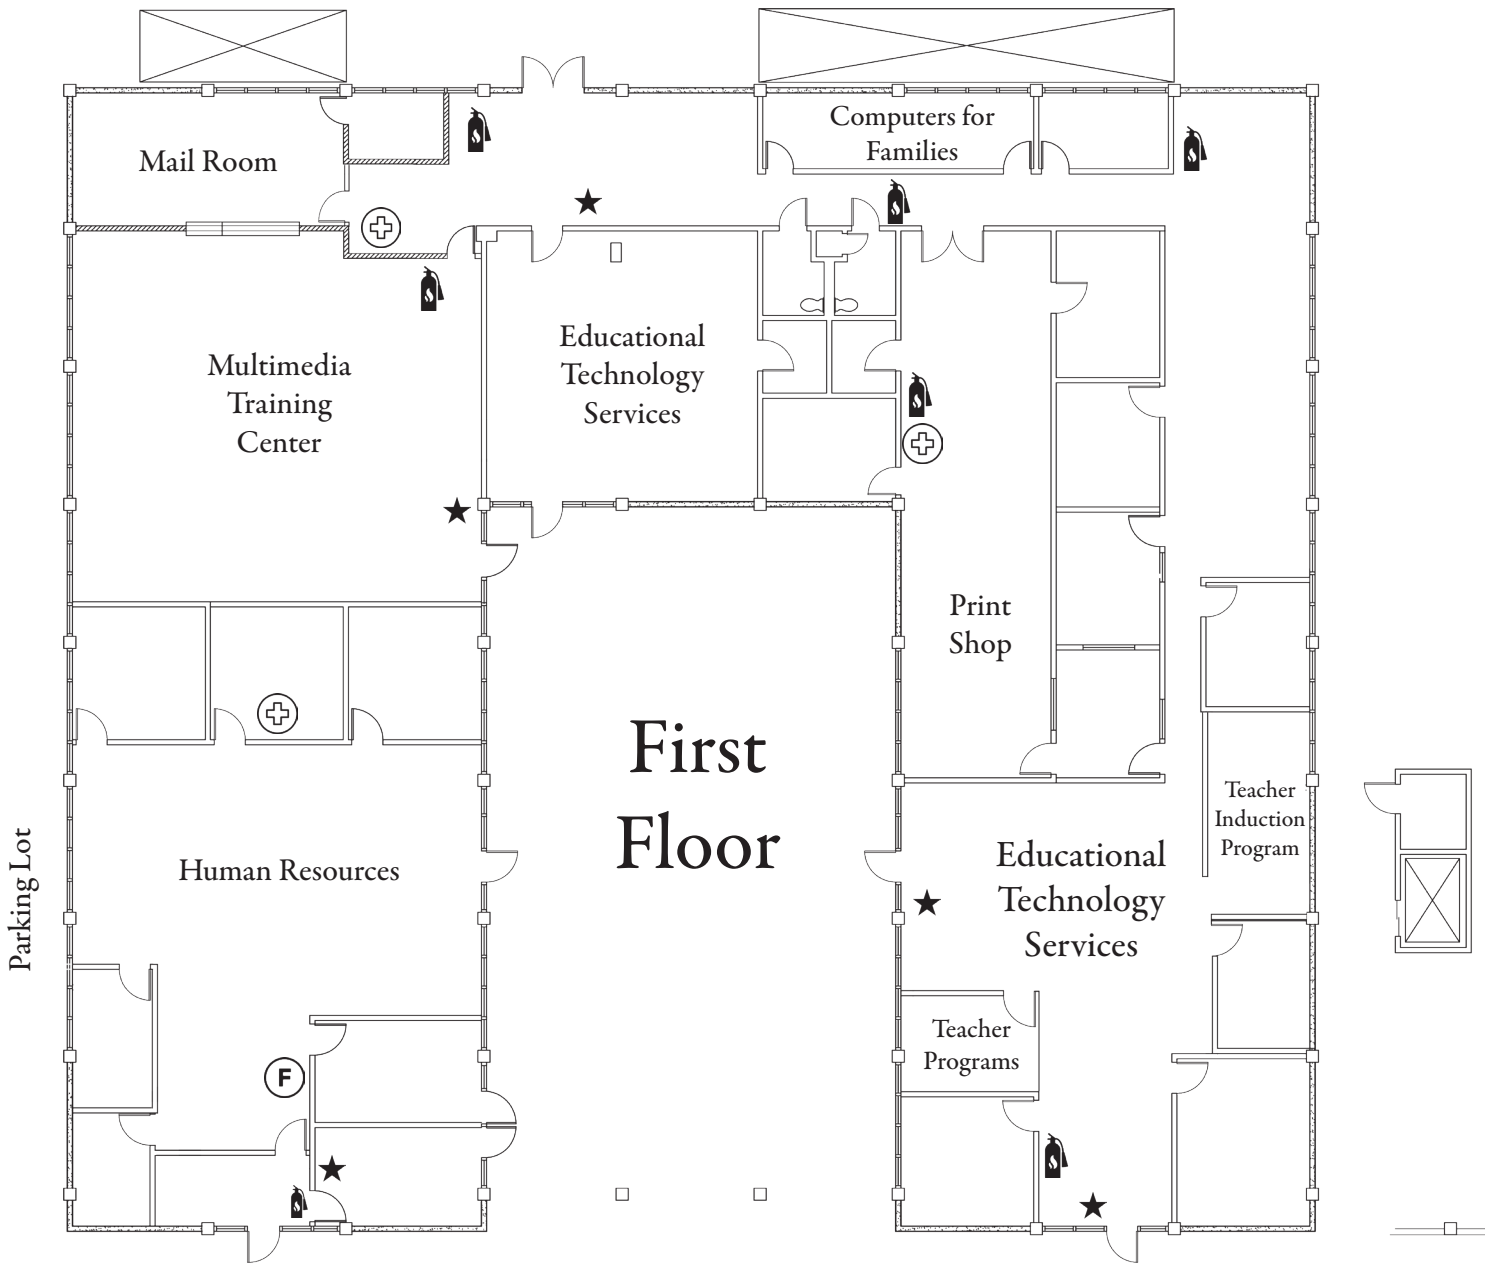 Computers for
Families
Mail Room
Educational
Technology
Services
Multimedia
Training
Center
Print
Shop
First
Floor
Teacher
Induction
Program
Human Resources
Educational
Technology
Services
Parking Lot
Teacher
Programs
F